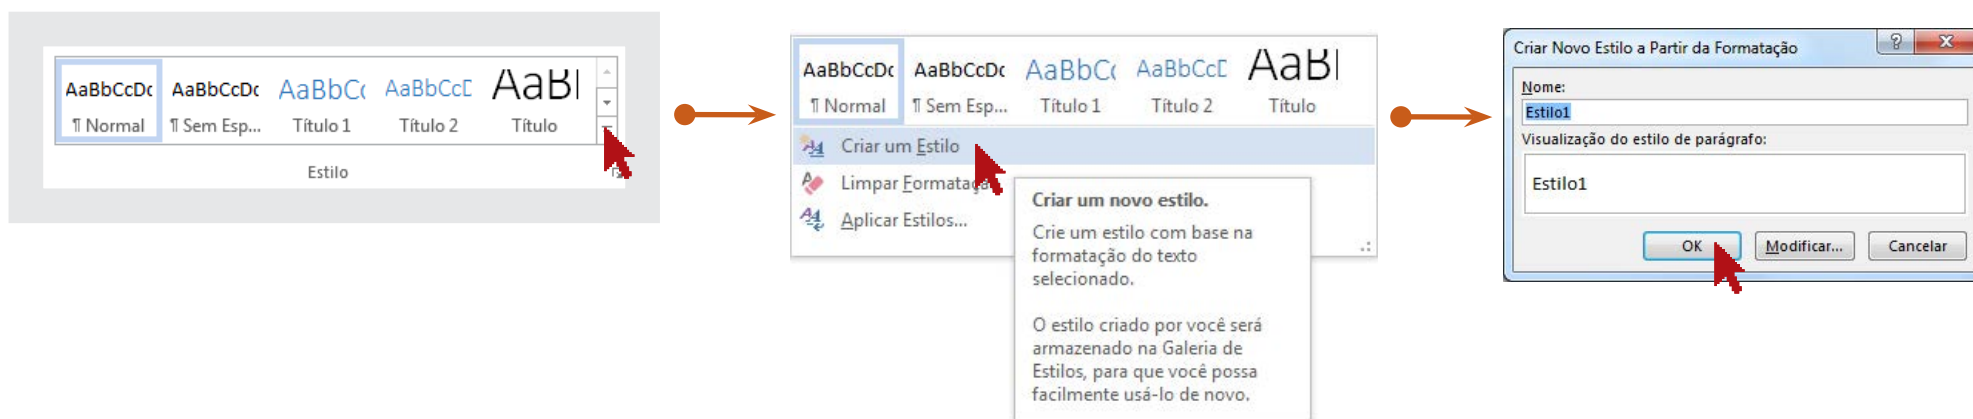 AaBbCcDc AaBbCcDc AaBbC( AaBbCcE AaBl
¶ Normal ¶ Sem Esp... Título 1 Título 2 Título
Estilo
AaBbCcDc AaBbCcDc AaBbC( AaBbCcE AaBl
¶ Normal ¶ Sem Esp... Título 1 Título 2 Título
Criar um Estilo
Limpar
Aplicar Estilos...
Criar um novo estilo.
Crie um estilo com base na
formatação do texto
selecionado.
O estilo criado por você será
armazenado na Galeria de
Estilos, para que você possa
facilmente usá-lo de novo.
Criar Novo Estilo a Partir da Formatação
Nome:
Estilo1
Visualização do estilo de parágrafo:
Estilo1
OK Modificar... Cancelar